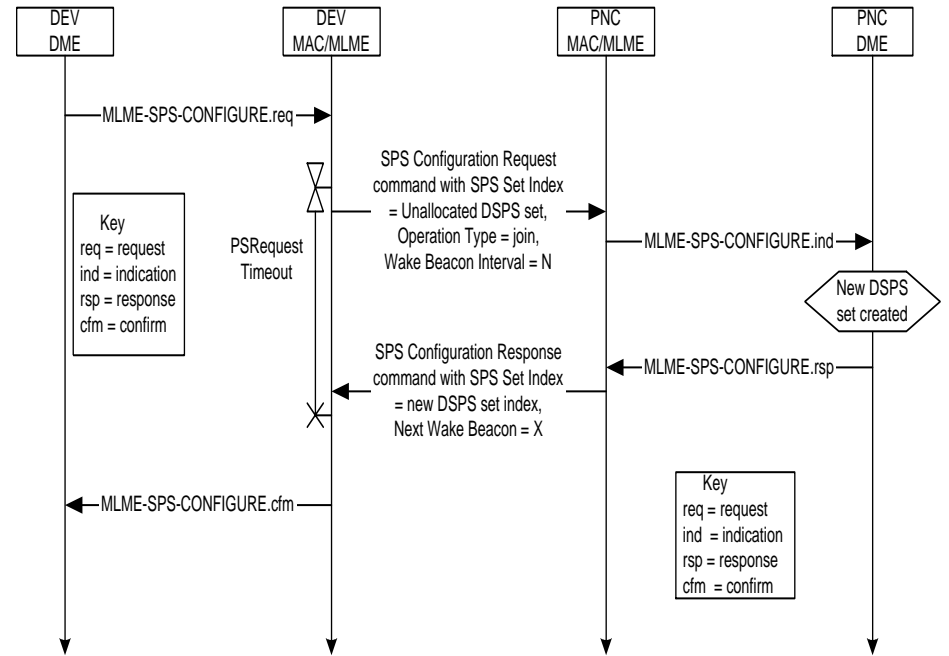 DEV
DME
DEV
MAC/MLME
PNC
MAC/MLME
PNC
DME
MLME-SPS-CONFIGURE.req
SPS Configuration Request
command with SPS Set Index
= Unallocated DSPS set,
Operation Type = join,
Wake Beacon Interval = N
MLME-SPS-CONFIGURE.ind
Key
req = request
ind = indication
rsp = response
cfm = confirm
PSRequest
Timeout
New DSPS
set created
SPS Configuration Response
command with SPS Set Index
= new DSPS set index,
Next Wake Beacon = X
MLME-SPS-CONFIGURE.rsp
MLME-SPS-CONFIGURE.cfm
Key
req = request
ind = indication
rsp = response
cfm = confirm